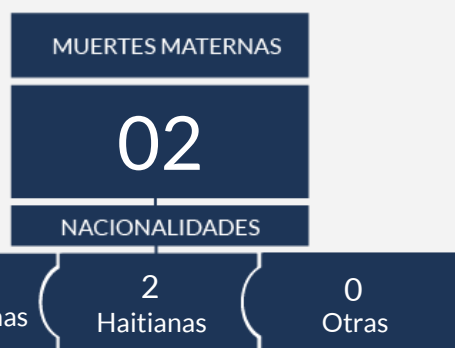 MUERTES MATERNAS
02
NACIONALIDADES
2
0
Haitianas
Otras